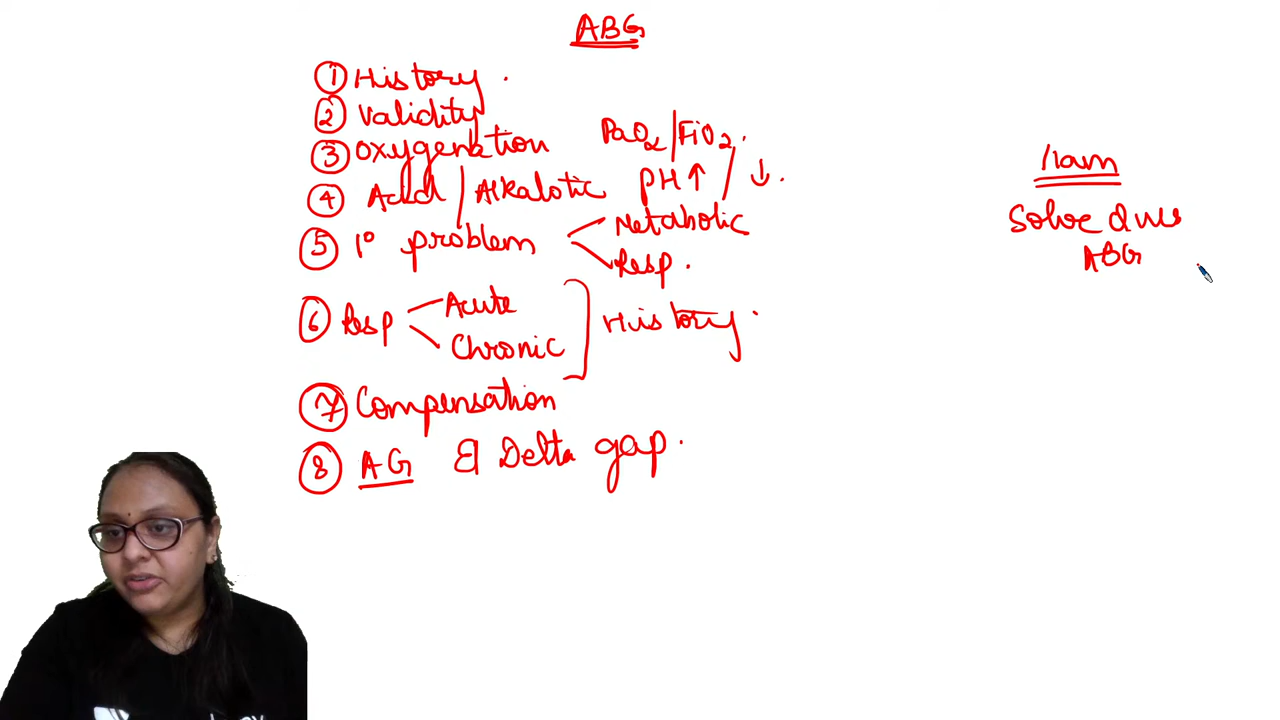 ABG
① History.
② Validity
③ Oxygenation PaO2/FiO2.
④ Acid / Alkalotic pH ↑ / ↓.
⑤ 1° problem Metabolic
Resp.
⑥ Resp Acute
Chronic
History.
⑦ Compensation
⑧ AG & Delta gap.
11am
Solve
ABG